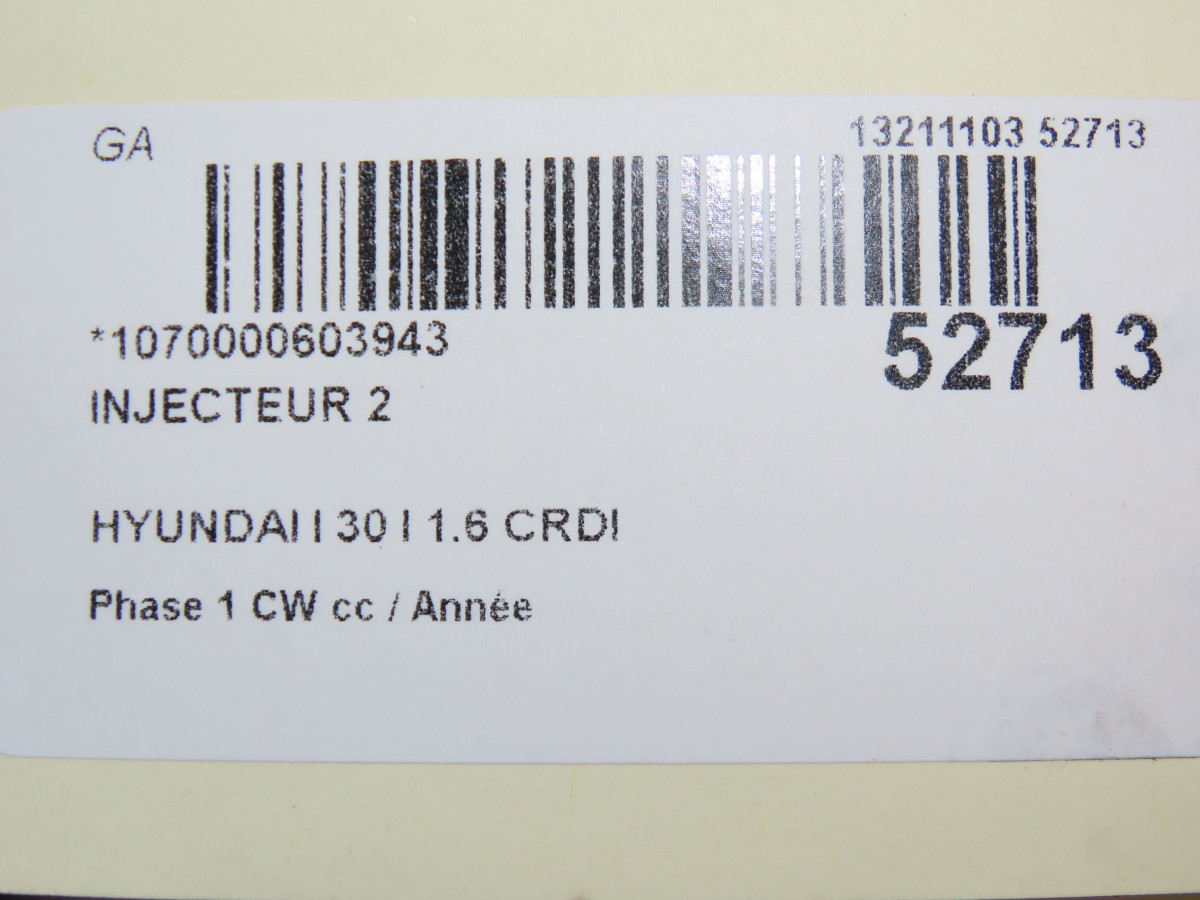 GA
13211103 52713
*1070000603943
52713
INJECTEUR 2
HYUNDAI I 30 I 1.6 CRDI
Phase 1 CW cc / Année